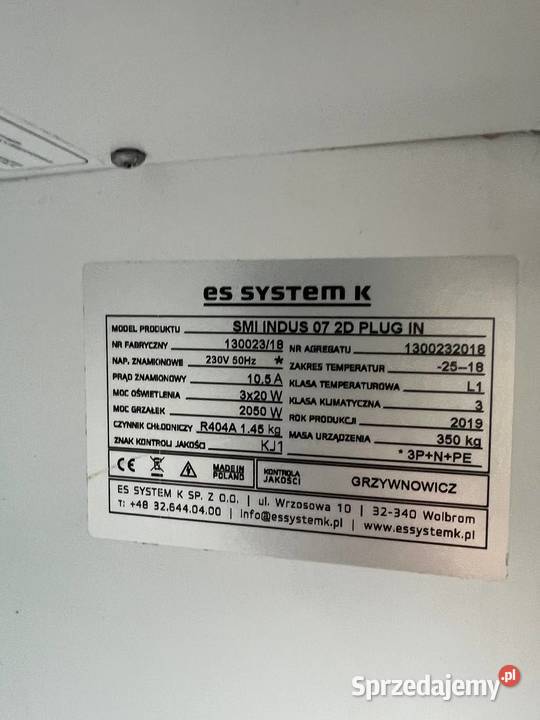 es system k
MODEL PRODUKTU SMI INDUS 07 2D PLUG IN
NR FABRYCZNY 130023/18 NR AGREGATU 1300232018
NAP. ZNAMIONOWE 230V 50Hz * ZAKRES TEMPERATUR -25--18
PRĄD ZNAMIONOWY 10.5 A KLASA TEMPERATUROWA L1
MOC OŚWIETLENIA 3x20 W KLASA KLIMATYCZNA 3
MOC GRZAŁEK 2050 W ROK PRODUKCJI 2019
CZYNNIK CHŁODNICZY R404A 1.45 kg MASA URZĄDZENIA 350 kg
ZNAK KONTROLI JAKOŚCI KJ1 * 3P+N+PE
CE MADE IN POLAND KONTROLA JAKOŚCI GRZYWNOWICZ
ES SYSTEM K SP. Z O.O. | ul. Wrzosowa 10 | 32-340 Wolbrom
T: +48 32.644.04.00 | info@essystemk.pl | www.essystemk.pl
Sprzedajemy.pl